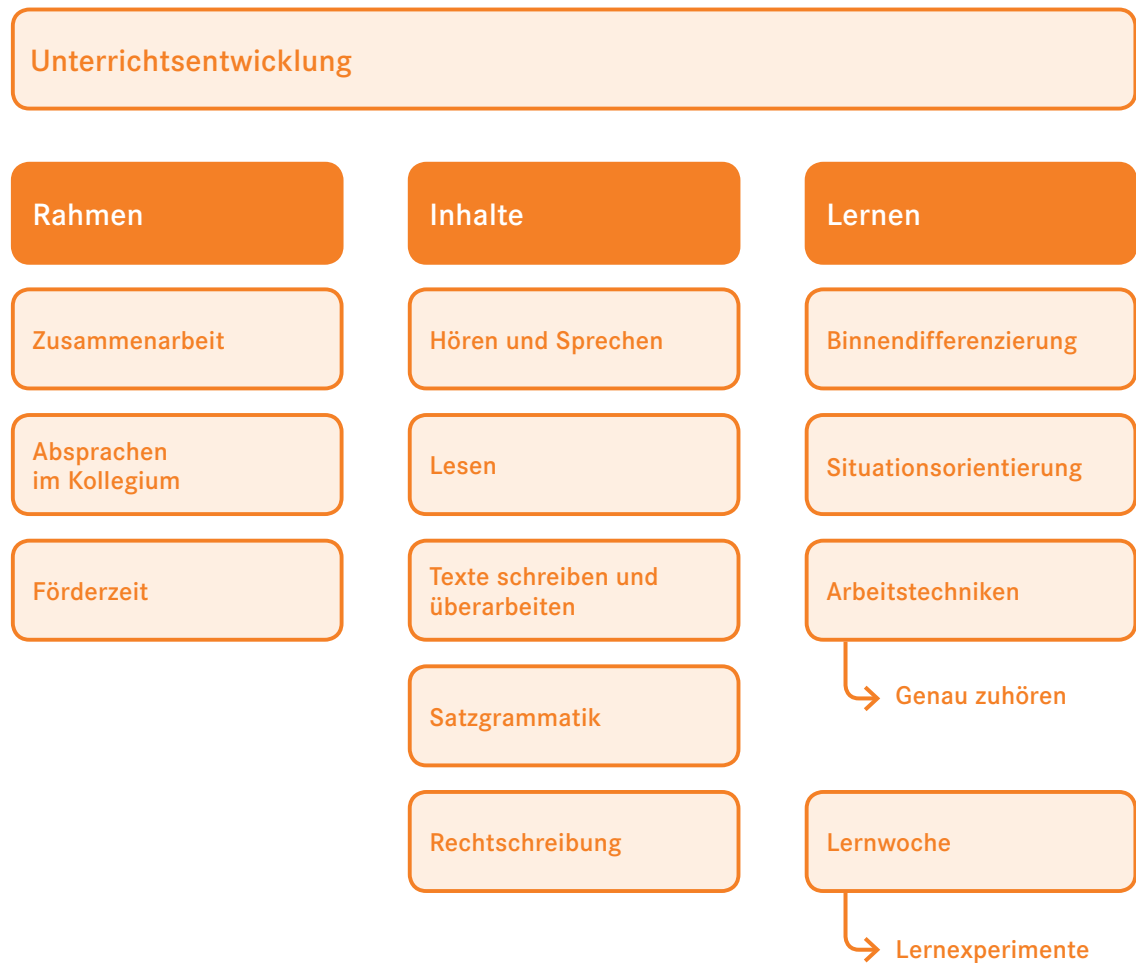 Unterrichtsentwicklung
Rahmen
Zusammenarbeit
Absprachen
im Kollegium
Förderzeit
Inhalte
Hören und Sprechen
Lesen
Texte schreiben und
überarbeiten
Satzgrammatik
Rechtschreibung
Lernen
Binnendifferenzierung
Situationsorientierung
Arbeitstechniken
Genau zuhören
Lernwoche
Lernexperimente